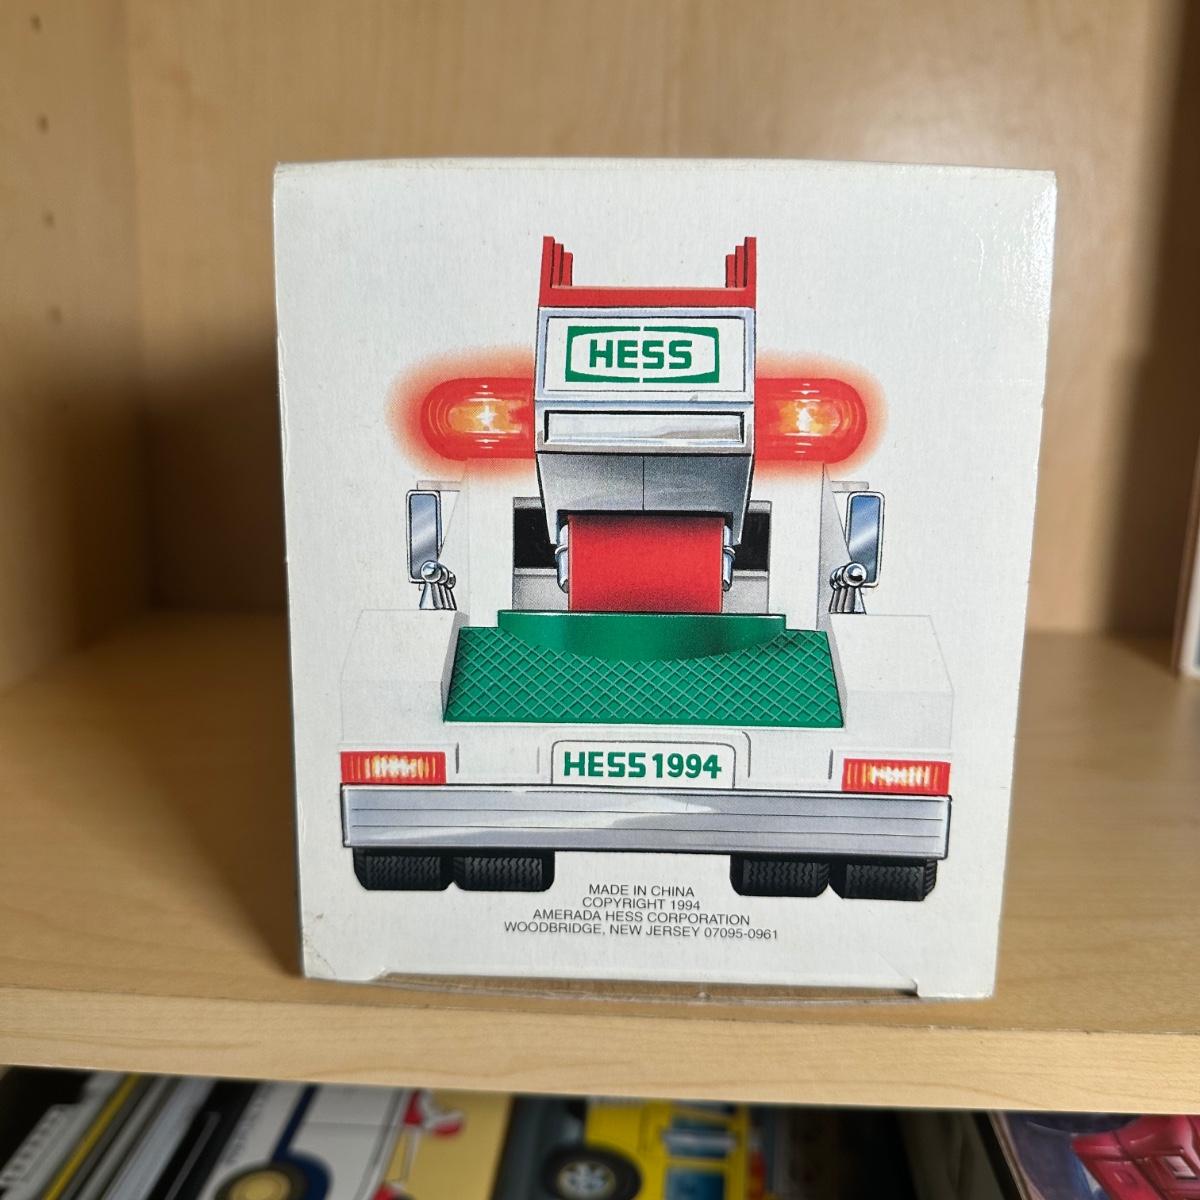 HESS
HESS 1994
MADE IN CHINA
COPYRIGHT 1994
AMERADA HESS CORPORATION
WOODBRIDGE, NEW JERSEY 07095-0961